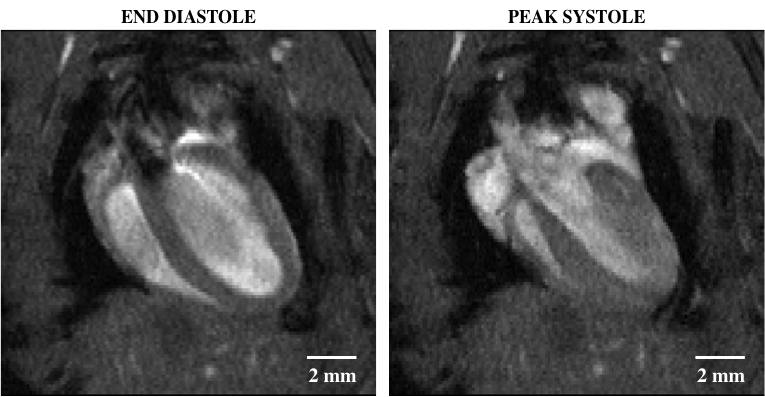 END DIASTOLE
PEAK SYSTOLE
2 mm
2 mm